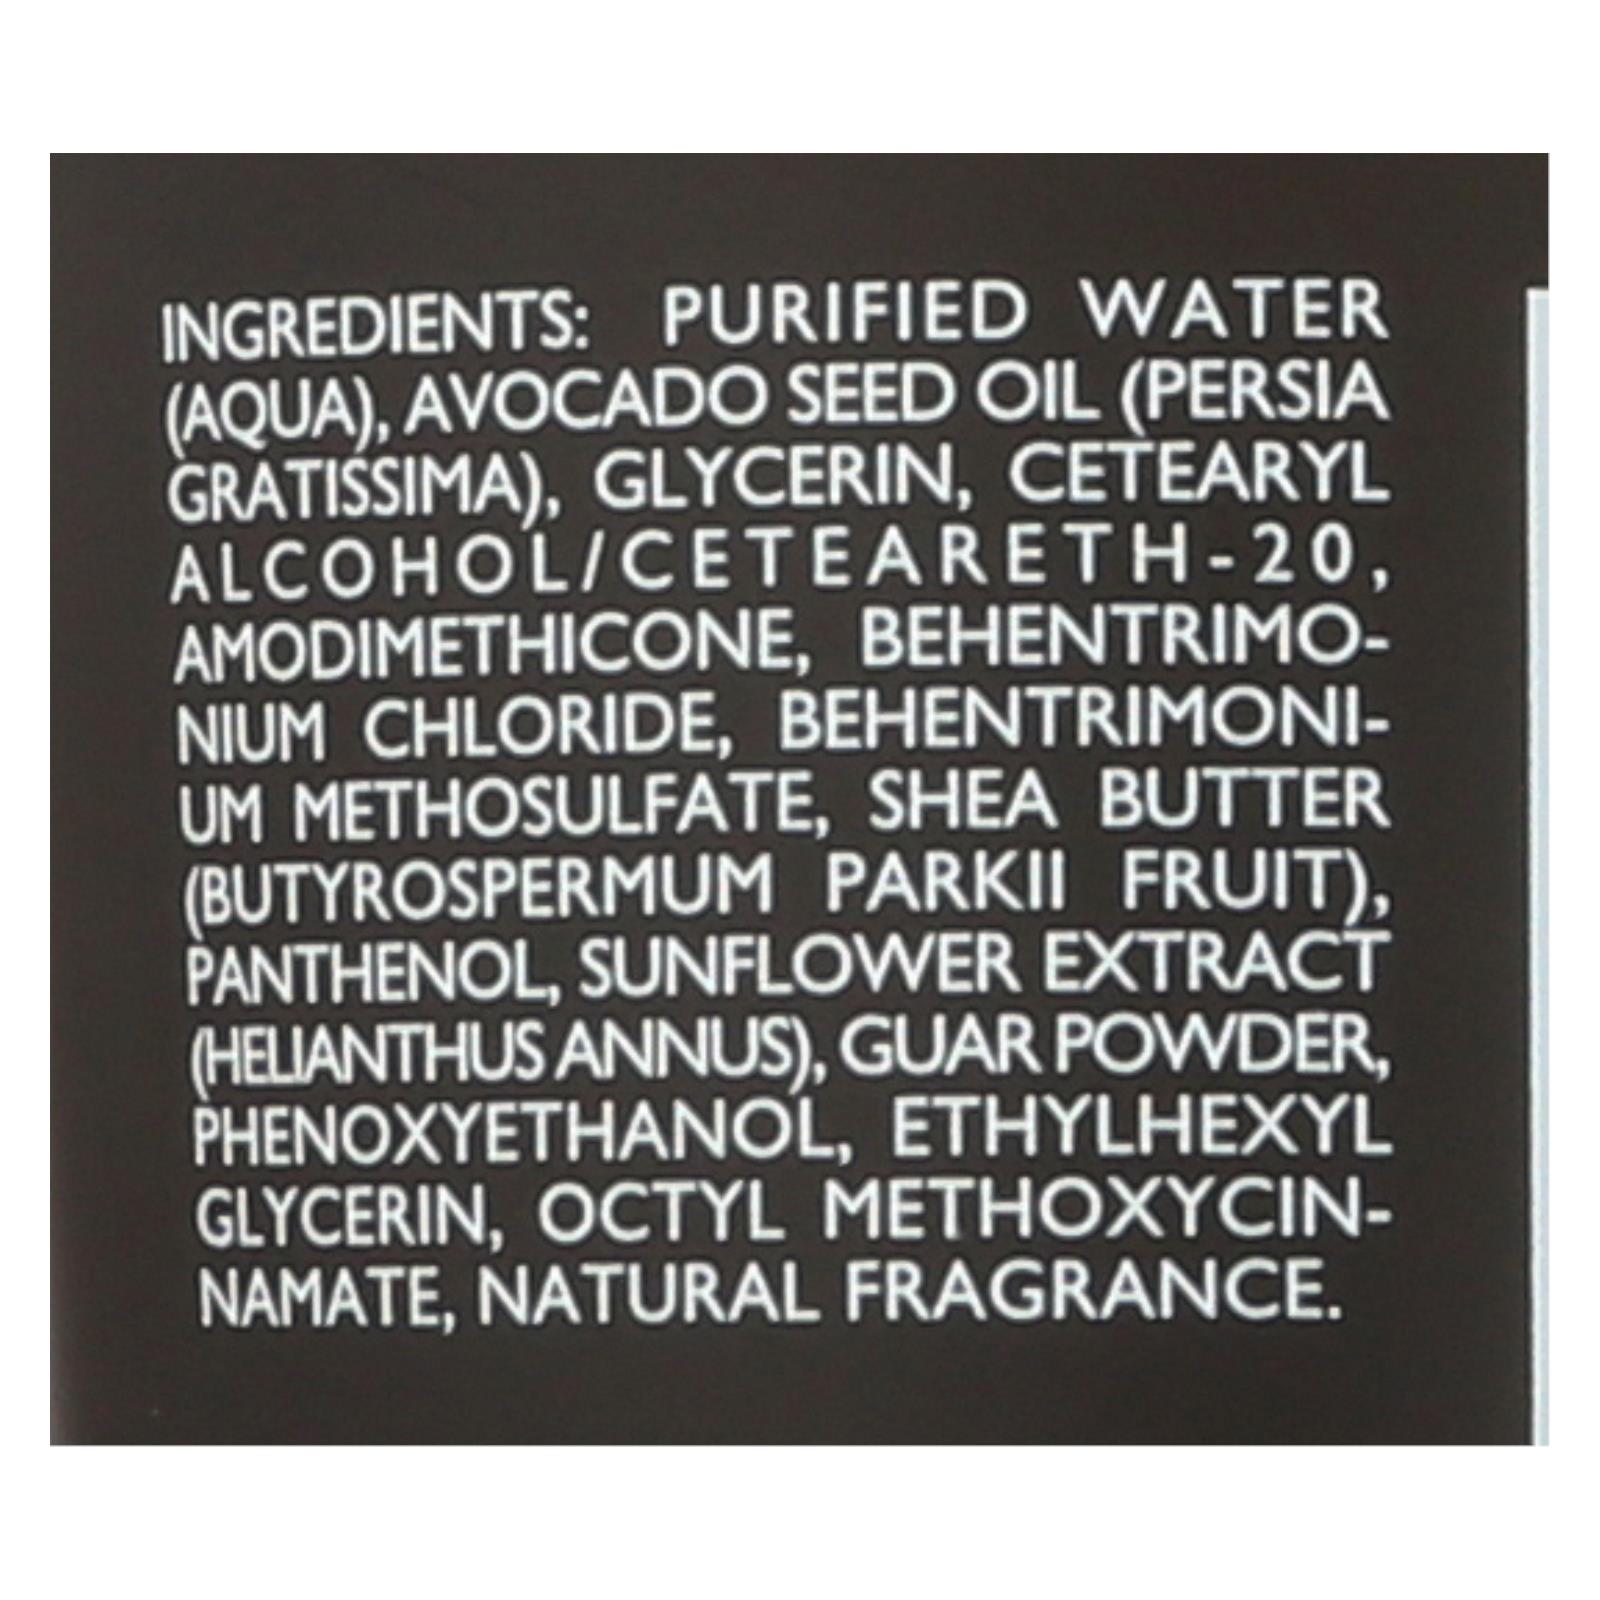 INGREDIENTS: PURIFIED WATER
(AQUA), AVOCADO SEED OIL (PERSIA
GRATISSIMA), GLYCERIN, CETEARYL
ALCOHOL/CETEARETH-20,
AMODIMETHICONE, BEHENTRIMO-
NIUM CHLORIDE, BEHENTRIMONI-
UM METHOSULFATE, SHEA BUTTER
(BUTYROSPERMUM PARKII FRUIT),
PANTHENOL, SUNFLOWER EXTRACT
(HELIANTHUS ANNUS), GUAR POWDER,
PHENOXYETHANOL, ETHYLHEXYL
GLYCERIN, OCTYL METHOXYCIN-
NAMATE, NATURAL FRAGRANCE.